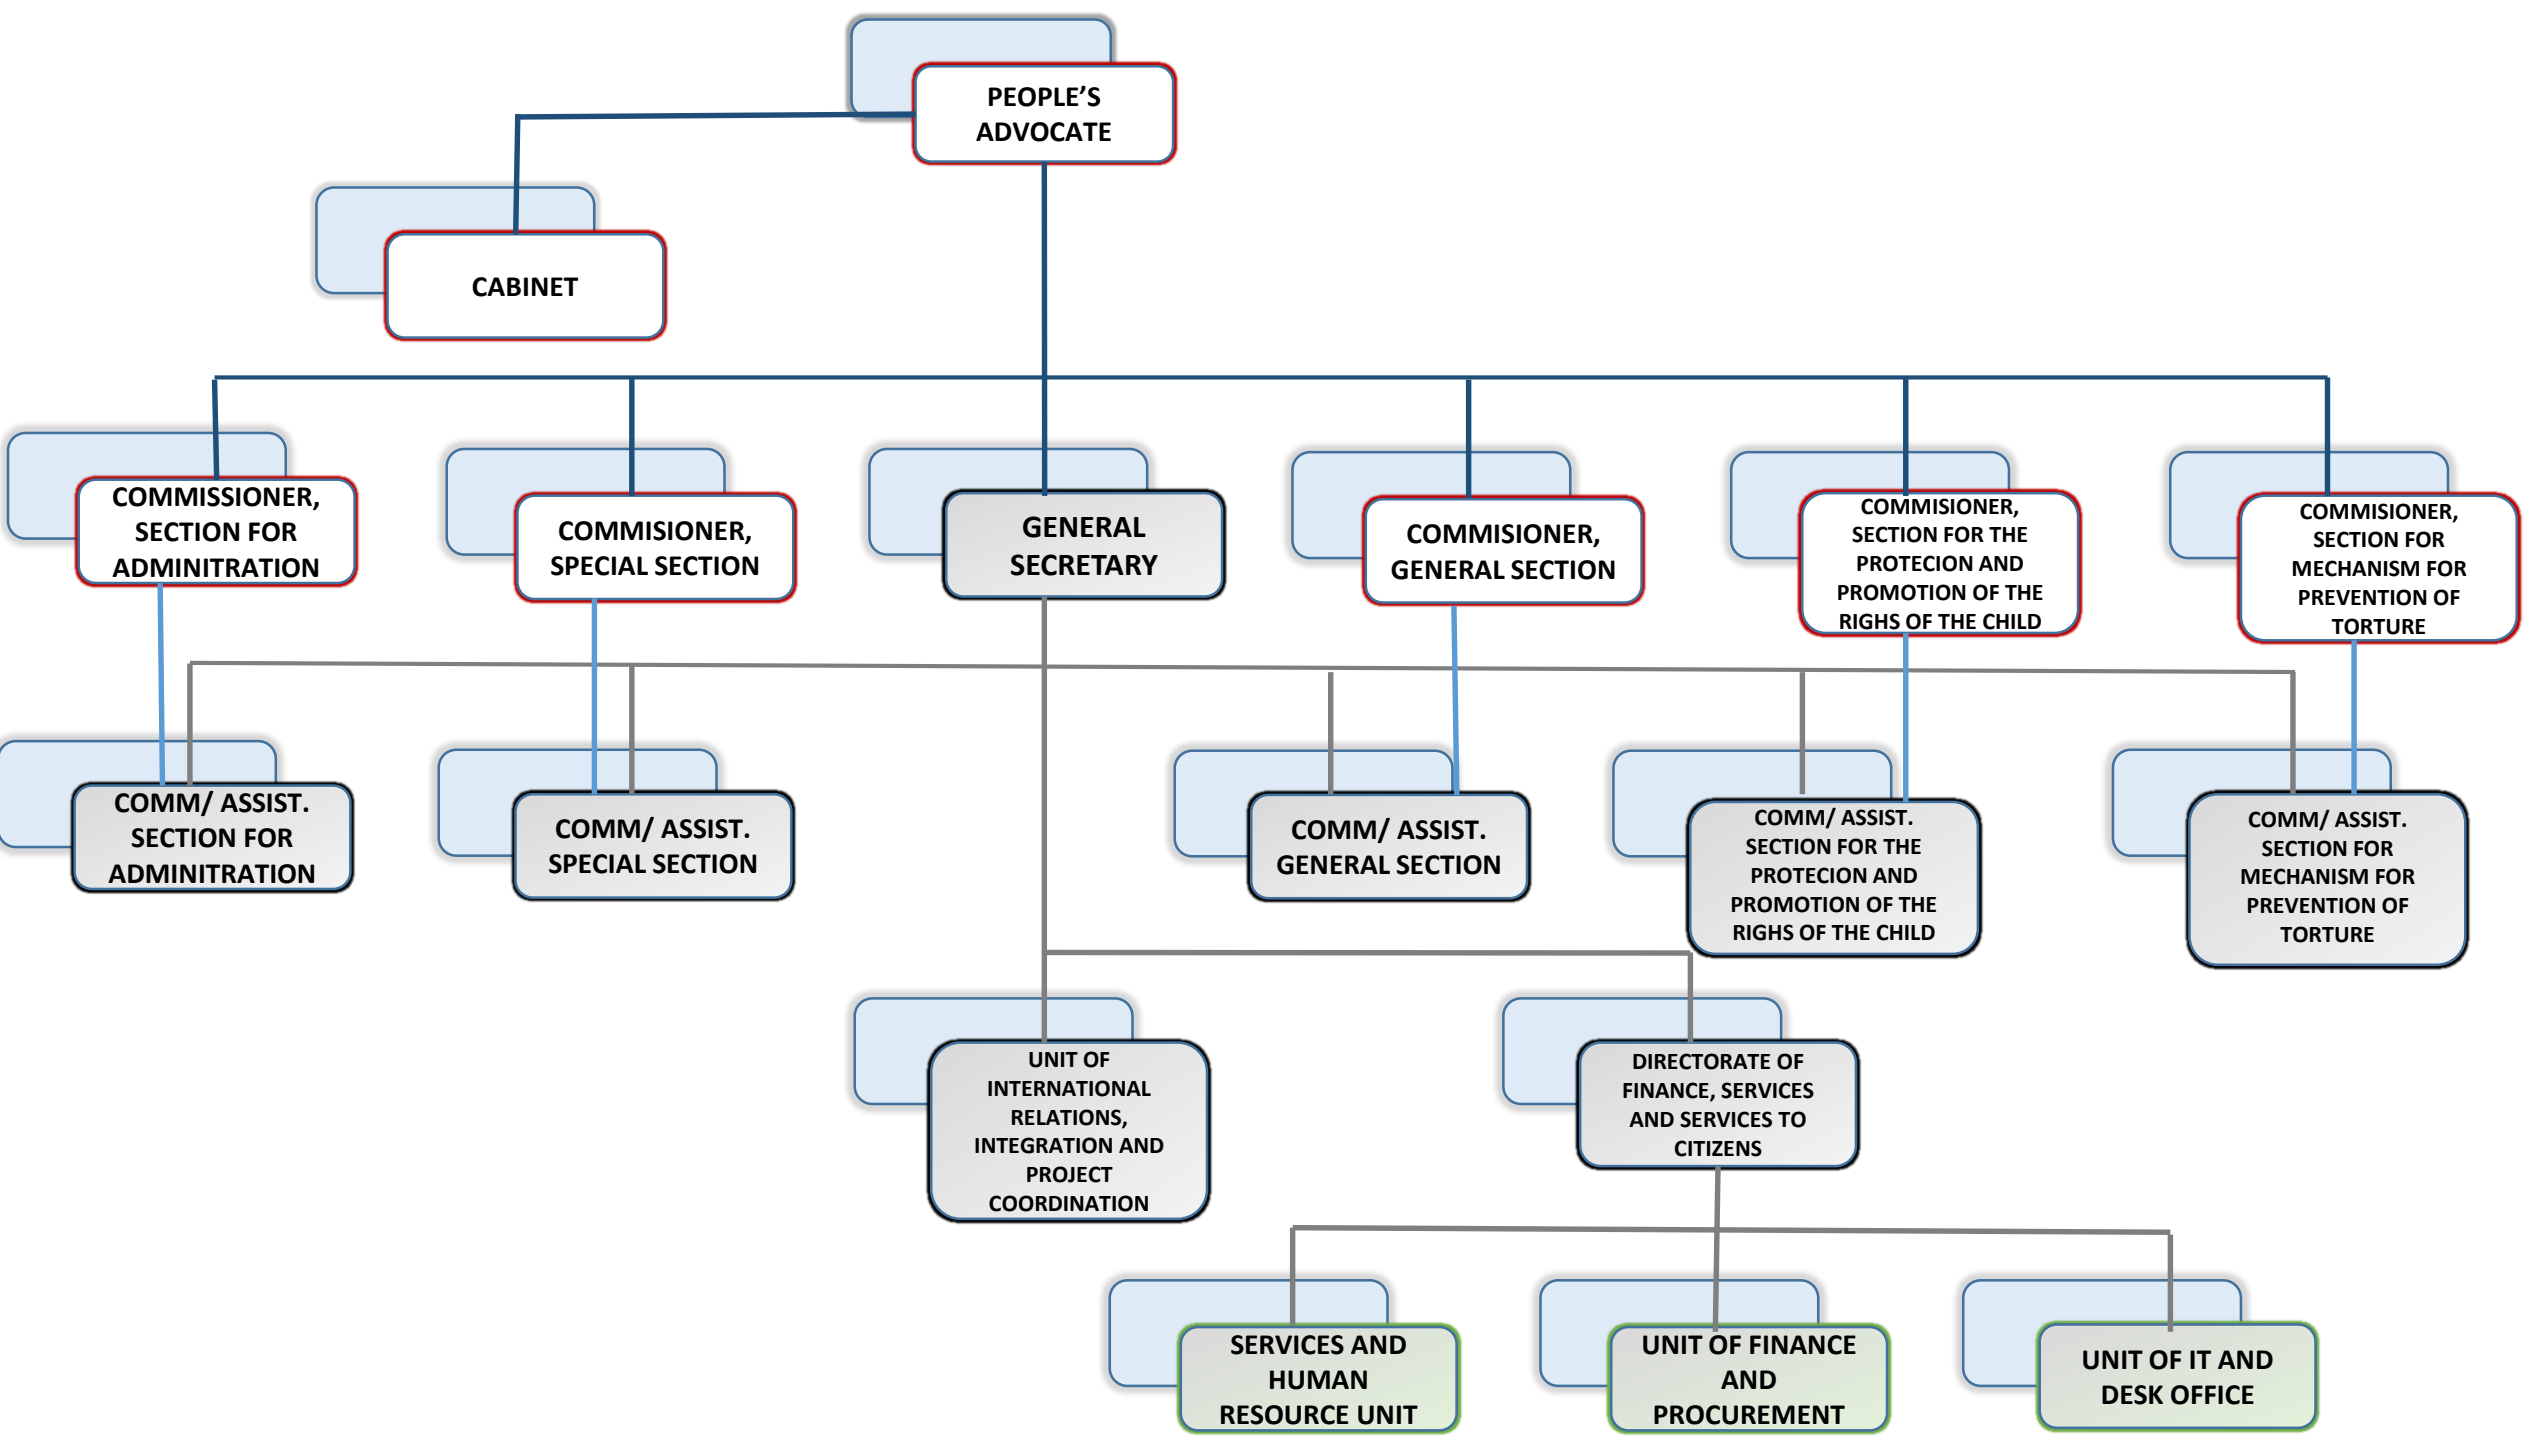 PEOPLE’S
ADVOCATE
CABINET
COMMISSIONER,
SECTION FOR
ADMINITRATION
COMMISIONER,
SPECIAL SECTION
GENERAL
SECRETARY
COMMISIONER,
GENERAL SECTION
COMMISIONER,
SECTION FOR THE
PROTECION AND
PROMOTION OF THE
RIGHS OF THE CHILD
COMMISIONER,
SECTION FOR
MECHANISM FOR
PREVENTION OF
TORTURE
COMM/ ASSIST.
SECTION FOR
ADMINITRATION
COMM/ ASSIST.
SPECIAL SECTION
COMM/ ASSIST.
GENERAL SECTION
COMM/ ASSIST.
SECTION FOR THE
PROTECION AND
PROMOTION OF THE
RIGHS OF THE CHILD
COMM/ ASSIST.
SECTION FOR
MECHANISM FOR
PREVENTION OF
TORTURE
UNIT OF
INTERNATIONAL
RELATIONS,
INTEGRATION AND
PROJECT
COORDINATION
DIRECTORATE OF
FINANCE, SERVICES
AND SERVICES TO
CITIZENS
SERVICES AND
HUMAN
RESOURCE UNIT
UNIT OF FINANCE
AND
PROCUREMENT
UNIT OF IT AND
DESK OFFICE